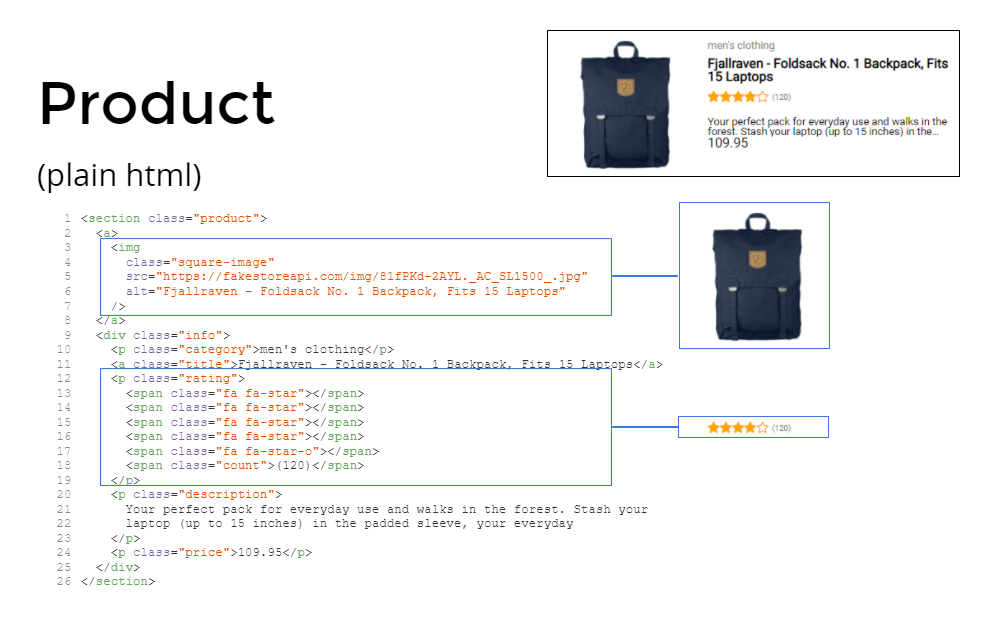 Product
(plain html)
men's clothing
Fjallraven - Foldsack No. 1 Backpack, Fits
15 Laptops
(120)
Your perfect pack for everyday use and walks in the
forest. Stash your laptop (up to 15 inches) in the...
109.95
1 <section class="product">
2 <a>
3 <img
4 class="square-image"
5 src="https://fakestoreapi.com/img/81fPKd-2AYL._AC_SL1500_.jpg"
6 alt="Fjallraven - Foldsack No. 1 Backpack, Fits 15 Laptops"
7 />
8 </a>
9 <div class="info">
10 <p class="category">men's clothing</p>
11 <a class="title">Fjallraven - Foldsack No. 1 Backpack, Fits 15 Laptops</a>
12 <p class="rating">
13 <span class="fa fa-star"></span>
14 <span class="fa fa-star"></span>
15 <span class="fa fa-star"></span>
16 <span class="fa fa-star"></span>
17 <span class="fa fa-star-o"></span>
18 <span class="count">(120)</span>
19 </p>
20 <p class="description">
21 Your perfect pack for everyday use and walks in the forest. Stash your
22 laptop (up to 15 inches) in the padded sleeve, your everyday
23 </p>
24 <p class="price">109.95</p>
25 </div>
26 </section>
(120)